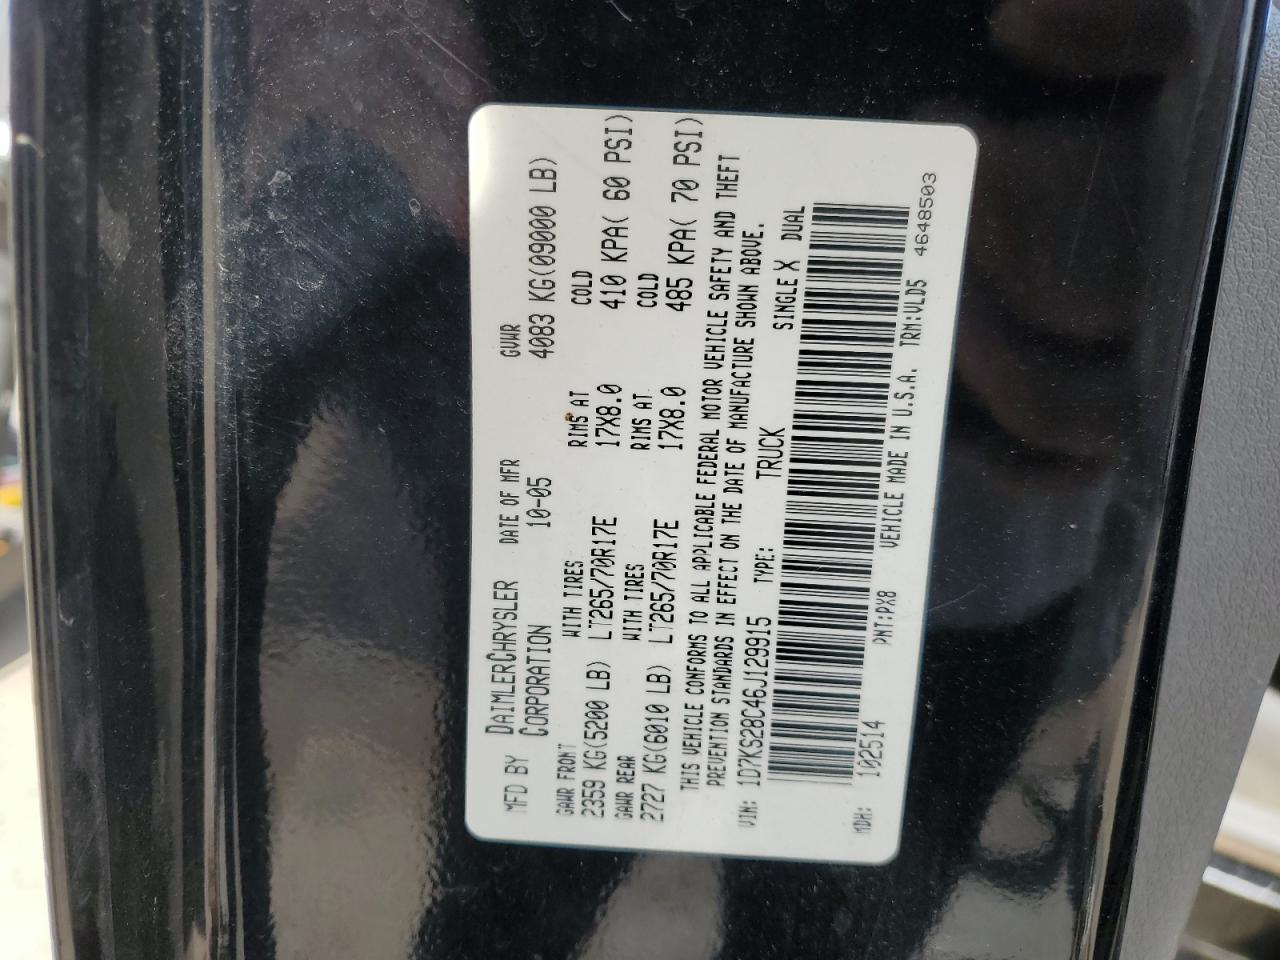 MFD BY DAIMLERCHRYSLER CORPORATION DATE OF MFR 10-05 GVWR 4083 KG(09000 LB)
GAWR FRONT WITH TIRES RIMS AT COLD
2359 KG(5200 LB) LT265/70R17E 17X8.0 410 KPA( 60 PSI)
GAWR REAR WITH TIRES RIMS AT COLD
2727 KG(6010 LB) LT265/70R17E 17X8.0 485 KPA( 70 PSI)
THIS VEHICLE CONFORMS TO ALL APPLICABLE FEDERAL MOTOR VEHICLE SAFETY AND THEFT
PREVENTION STANDARDS IN EFFECT ON THE DATE OF MANUFACTURE SHOWN ABOVE.
VIN: 1D7KS28C46J129915 TYPE: TRUCK SINGLE X DUAL
MDH: 102514 PNT:PX8 VEHICLE MADE IN U.S.A. TRM:VLD5 4648503